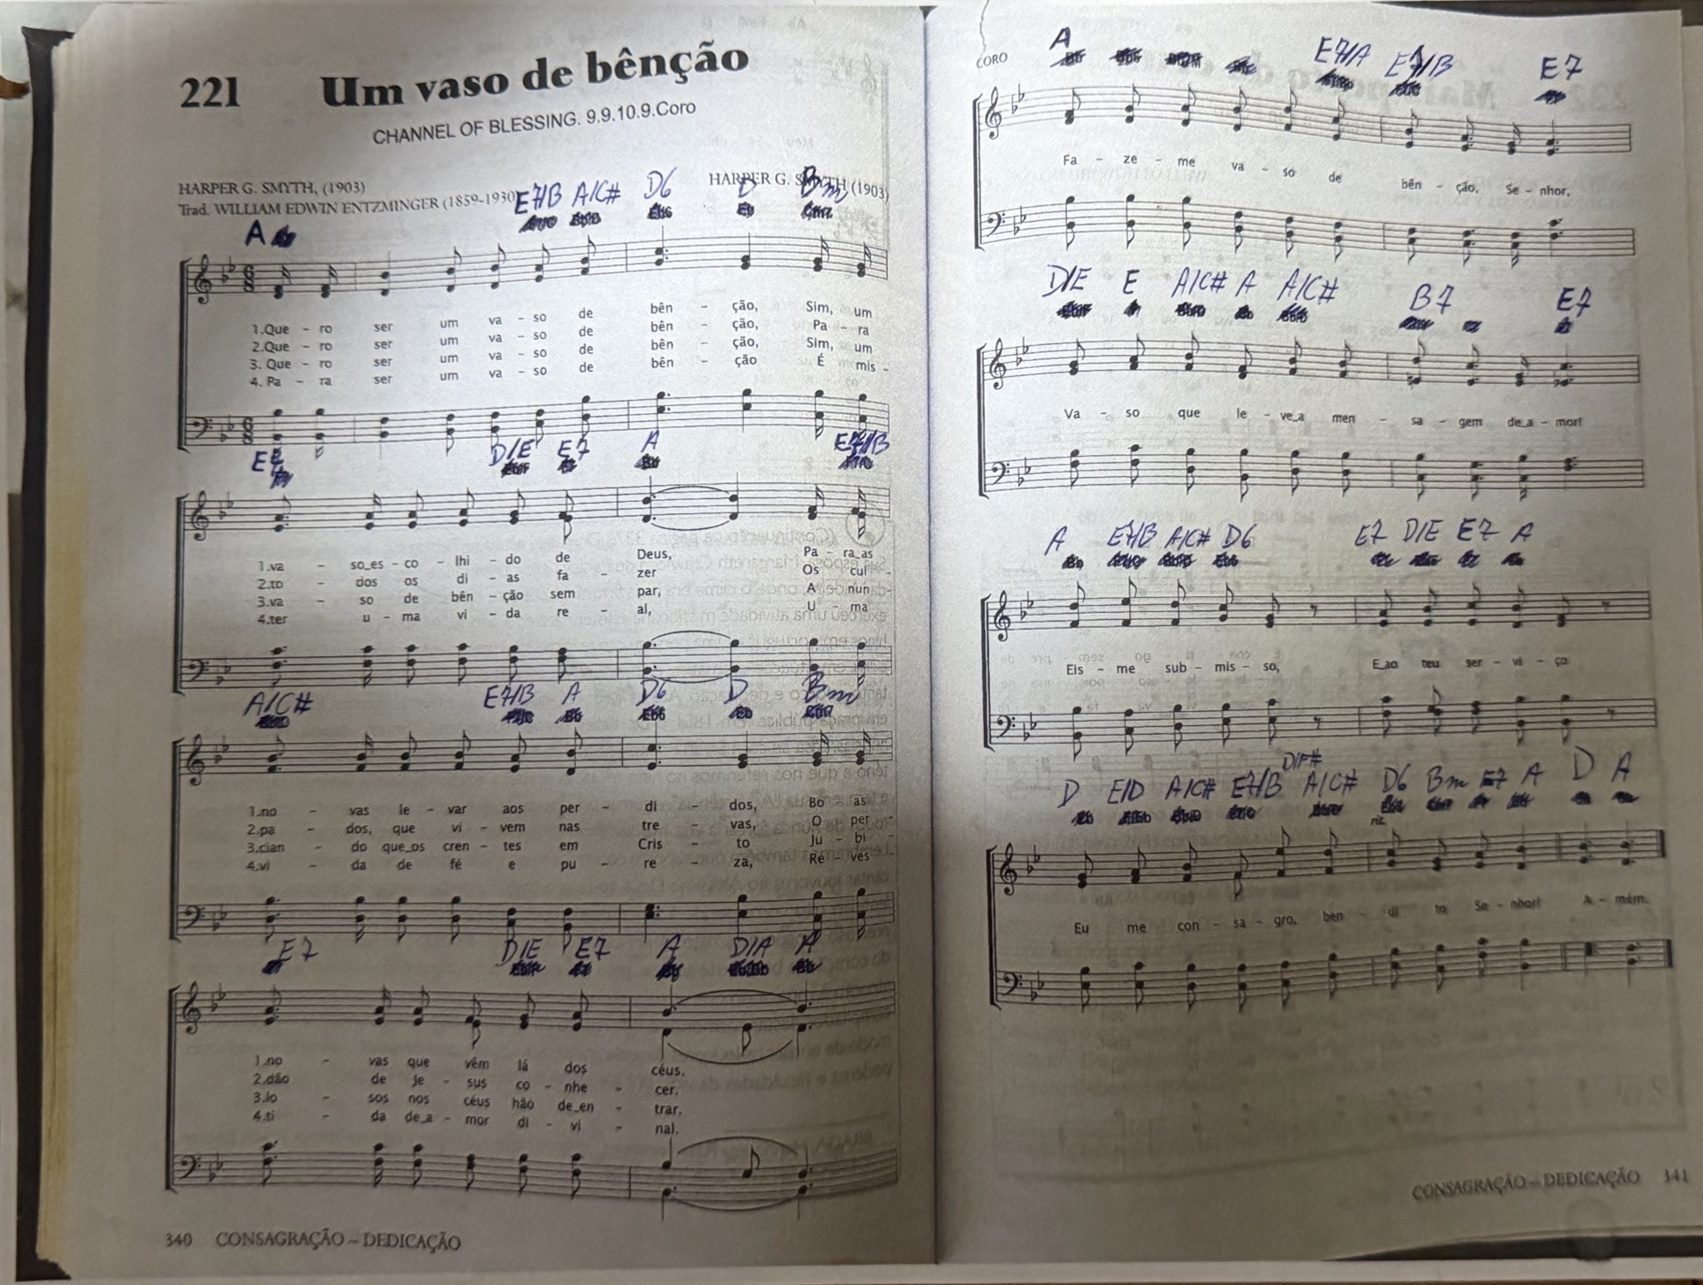 221 Um vaso de bênção
CHANNEL OF BLESSING. 9.9.10.9.Coro
HARPER G. SMYTH, (1903)
HARPER G. SMYTH (1903)
Trad. WILLIAM EDWIN ENTZMINGER (1859-1930)
A E7/B A/C# D6 D Bm
1.Que - ro ser um va - so de bên - ção, Sim, um
2.Que - ro ser um va - so de bên - ção, Pa - ra
3. Que - ro ser um va - so de bên - ção, Sim, um
4. Pa - ra ser um va - so de bên - ção É mis -
E7 D/E E7 A E7/B
1.va - so_es - co - lhi - do de Deus, Pa - ra_as
2.to - dos os di - as fa - zer Os cul -
3.va - so de bên - ção sem par, A nun -
4.ter u - ma vi - da re - al, U - ma
A/C# E7/B A D6 D Bm
1.no - vas le - var aos per - di - dos, Bo - as
2.pa - dos, que vi - vem nas tre - vas, O per -
3.cian - do que_os cren - tes em Cris - to Ju - bi -
4.vi - da de fé e pu - re - za, Re - ves -
E7 D/E E7 A D/A A
1.no - vas que vêm lá dos céus.
2.dão de Je - sus co - nhe - cer.
3.lo - sos nos céus hão de_en - trar.
4.ti - da de_a - mor di - vi - nal.
340 CONSAGRAÇÃO – DEDICAÇÃO
CORO
A E7/A E7/B E7
Fa - ze - me va - so de bên - ção, Se - nhor,
D/E E A/C# A A/C# B7 E7
Va - so que le - ve_a men - sa - gem de_a - mor!
A E7/B A/C# D6 E7 D/E E7 A
Eis - me sub - mis - so, E_ao teu ser - vi - ço
D/F#
D E/D A/C# E7/B A/C# D6 Bm E7 A D A
rit.
Eu me con - sa - gro, ben - di - to Se - nhor! A - mém.
CONSAGRAÇÃO – DEDICAÇÃO 341